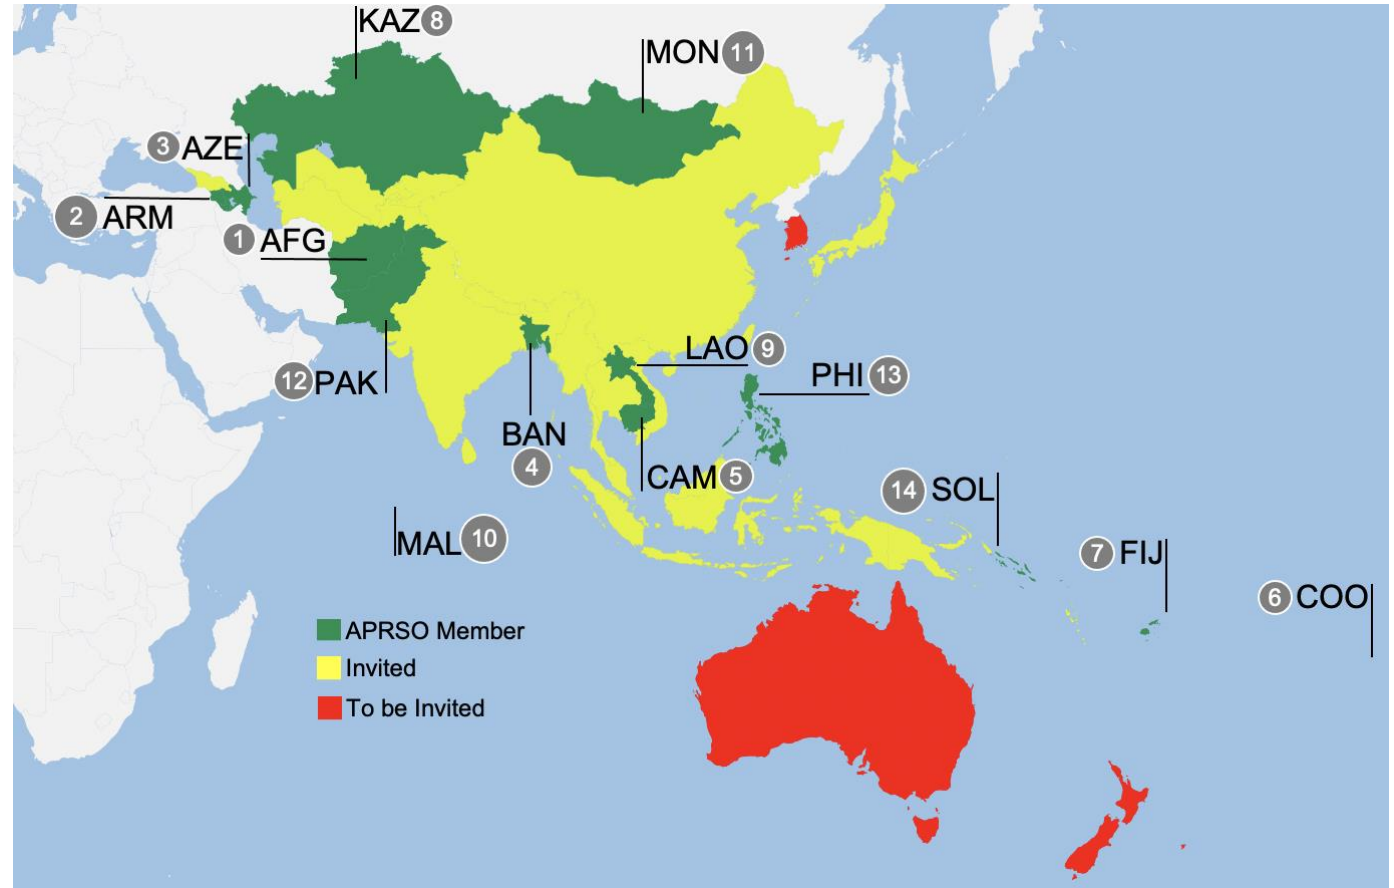 KAZ 8
MON 11
3 AZE
2 ARM
1 AFG
LAO 9
PHI 13
12 PAK
BAN
4
CAM 5
14 SOL
MAL 10
7 FIJ
6 COO
APRSO Member
Invited
To be Invited